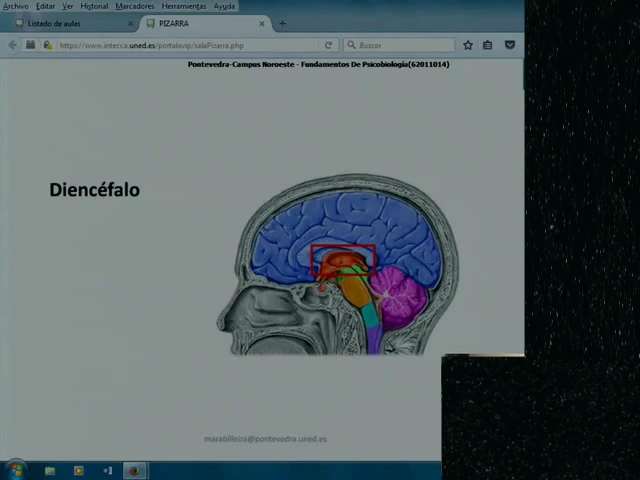 Archivo Editar Ver Historial Marcadores Herramientas Ayuda
Listado de aulas
PIZARRA
https://www.intecca.uned.es/portalavip/salaPizarra.php
Buscar
Pontevedra-Campus Noroeste - Fundamentos De Psicobiología(62011014)
Diencéfalo
marabilleira@pontevedra.uned.es